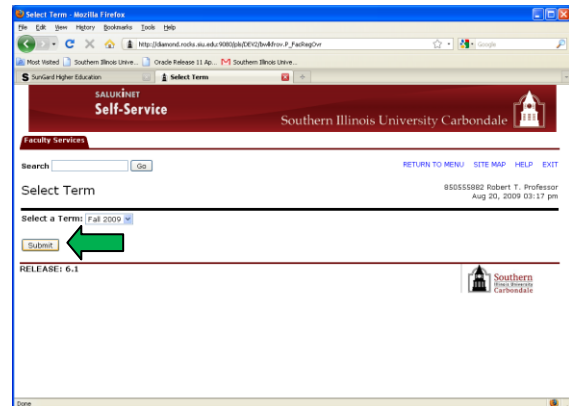 Select Term - Mozilla Firefox
File Edit View History Bookmarks Tools Help
http://diamond.rocks.siu.edu:9080/pls/DEV2/bwlkfrov.P_FacRegOvr
Google
Most Visited Southern Illinois Unive... Oracle Release 11 Ap... Southern Illinois Unive...
SunGard Higher Education Select Term
SALUKINET
Self-Service
Southern Illinois University Carbondale
Faculty Services
Search Go RETURN TO MENU SITE MAP HELP EXIT
Select Term
850555882 Robert T. Professor
Aug 20, 2009 03:17 pm
Select a Term: Fall 2009
Submit
RELEASE: 6.1
Southern
Illinois University
Carbondale
Done